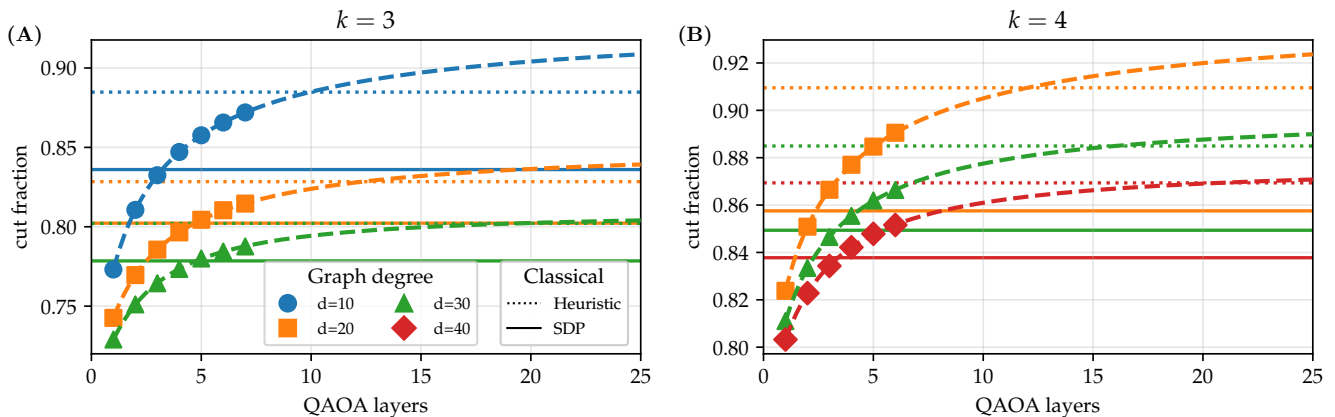 (A)
k = 3
cut fraction
0.90
0.85
0.80
0.75
0 5 10 15 20 25
QAOA layers
Graph degree
d=10 d=30
d=20 d=40
Classical
Heuristic
SDP
(B)
k = 4
cut fraction
0.92
0.90
0.88
0.86
0.84
0.82
0.80
0 5 10 15 20 25
QAOA layers